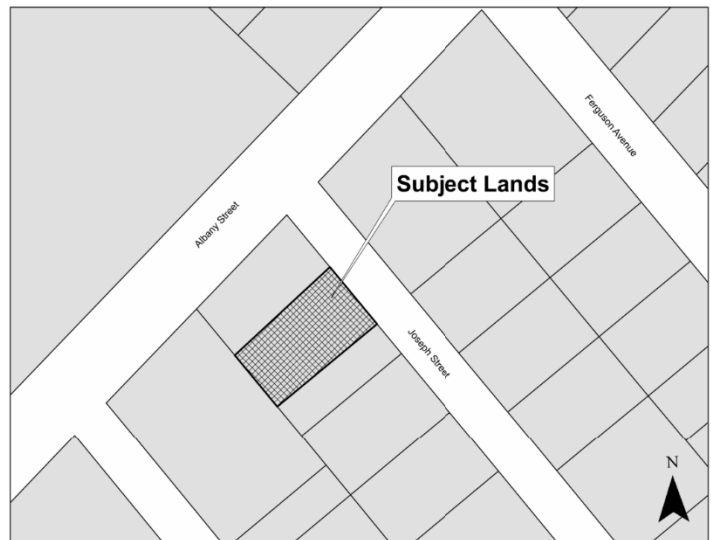 Ferguson Avenue
Subject Lands
Albany Street
Joseph Street
N